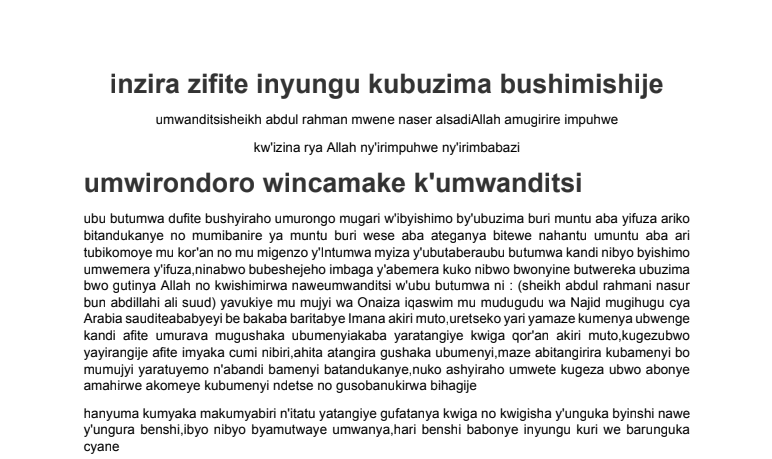 inzira zifite inyungu kubuzima bushimishije
umwanditsisheikh abdul rahman mwene naser alsadiAllah amugirire impuhwe
kw'izina rya Allah ny'irimpuhwe ny'irimbabazi
umwirondoro wincamake k'umwanditsi
ubu butumwa dufite bushyiraho umurongo mugari w'ibyishimo by'ubuzima buri muntu aba yifuza ariko
bitandukanye no mumibanire ya muntu buri wese aba ateganya bitewe nahantu umuntu aba ari
tubikomoye mu kor'an no mu migenzo y'Intumwa myiza y'ubutaberaubu butumwa kandi nibyo byishimo
umwemera y'ifuza,ninabwo bubeshejeho imbaga y'abemera kuko nibwo bwonyine butwereka ubuzima
bwo gutinya Allah no kwishimirwa naweumwanditsi w'ubu butumwa ni : (sheikh abdul rahmani nasur
bun abdillahi ali suud) yavukiye mu mujyi wa Onaiza iqaswim mu mudugudu wa Najid mugihugu cya
Arabia sauditeababyeyi be bakaba baritabye Imana akiri muto,uretseko yari yamaze kumenya ubwenge
kandi afite umurava mugushaka ubumenyiakaba yaratangiye kwiga qor'an akiri muto,kugezubwo
yayirangije afite imyaka cumi nibiri,ahita atangira gushaka ubumenyi,maze abitangirira kubamenyi bo
mumujyi yaratuyemo n'abandi bamenyi batandukanye,nuko ashyiraho umwete kugeza ubwo abonye
amahirwe akomeye kubumenyi ndetse no gusobanukirwa bihagije
hanyuma kumyaka makumyabiri n'itatu yatangiye gufatanya kwiga no kwigisha y'unguka byinshi nawe
y'ungura benshi,ibyo nibyo byamutwaye umwanya,hari benshi babonye inyungu kuri we barunguka
cyane